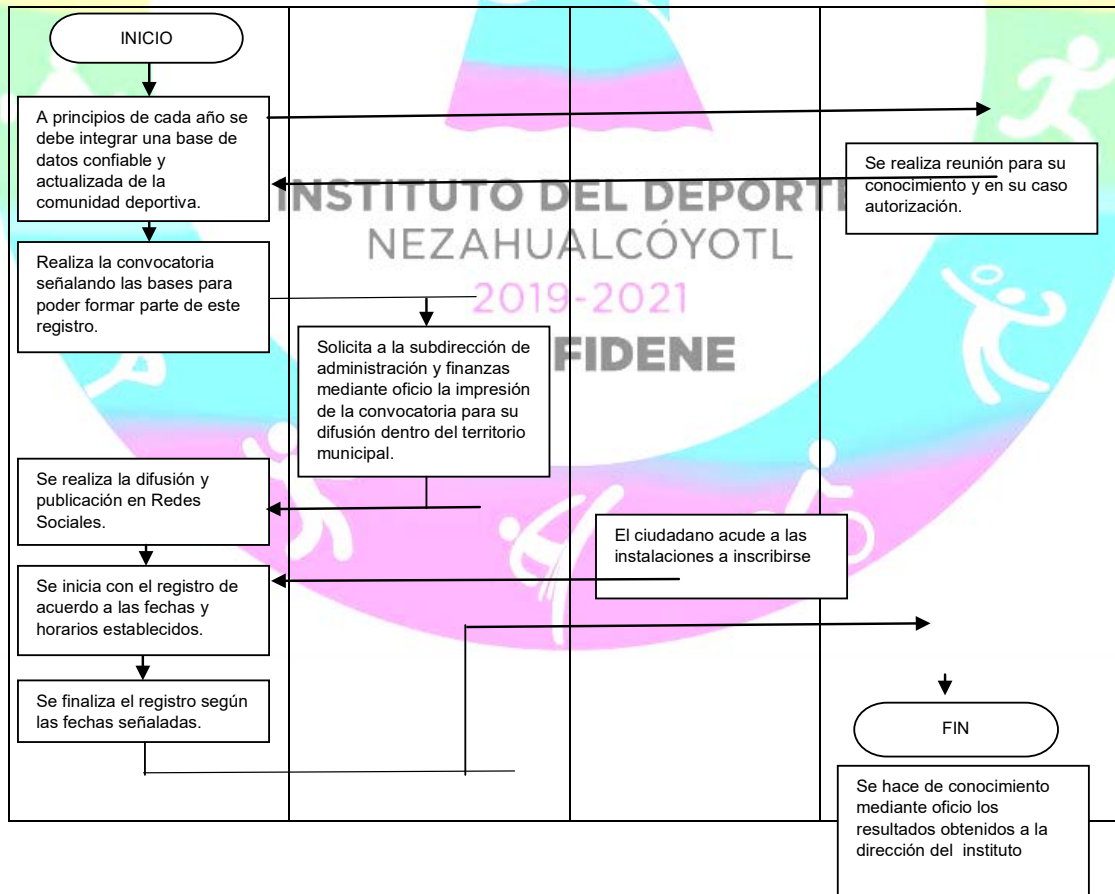 INICIO
A principios de cada año se
debe integrar una base de
datos confiable y
actualizada de la
comunidad deportiva.
Se realiza reunión para su
conocimiento y en su caso
autorización.
INSTITUTO DEL DEPORTE
NEZAHUALCÓYOTL
2019-2021
FIDENE
Realiza la convocatoria
señalando las bases para
poder formar parte de este
registro.
Solicita a la subdirección de
administración y finanzas
mediante oficio la impresión
de la convocatoria para su
difusión dentro del territorio
municipal.
Se realiza la difusión y
publicación en Redes
Sociales.
El ciudadano acude a las
instalaciones a inscribirse
Se inicia con el registro de
acuerdo a las fechas y
horarios establecidos.
Se finaliza el registro según
las fechas señaladas.
FIN
Se hace de conocimiento
mediante oficio los
resultados obtenidos a la
dirección del instituto